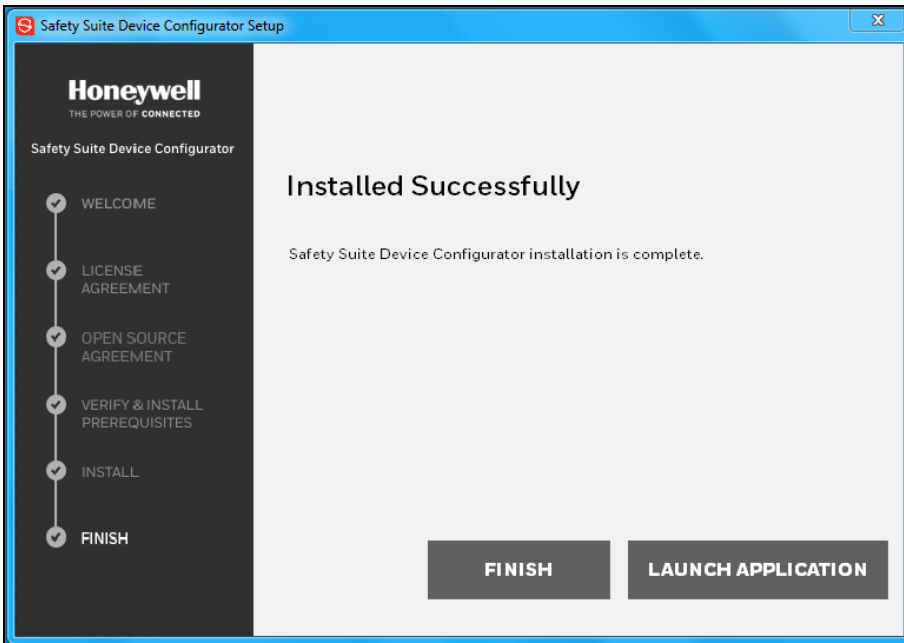 Safety Suite Device Configurator Setup
Honeywell
THE POWER OF CONNECTED
Safety Suite Device Configurator
WELCOME
LICENSE
AGREEMENT
OPEN SOURCE
AGREEMENT
VERIFY & INSTALL
PREREQUISITES
INSTALL
FINISH
Installed Successfully
Safety Suite Device Configurator installation is complete.
FINISH
LAUNCH APPLICATION